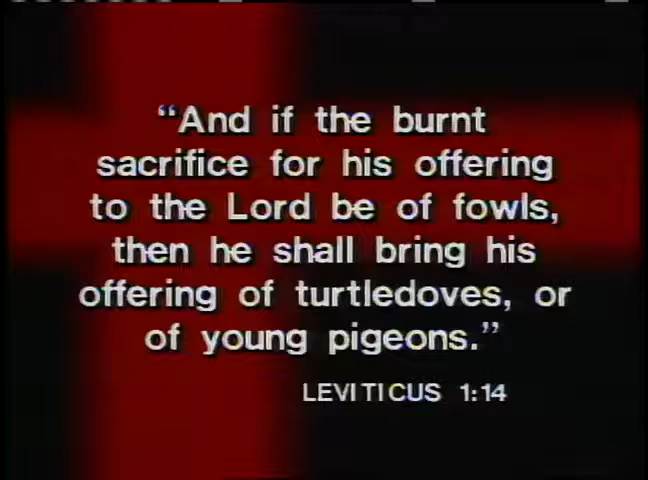 “And if the burnt
sacrifice for his offering
to the Lord be of fowls,
then he shall bring his
offering of turtledoves, or
of young pigeons.”
LEVITICUS 1:14